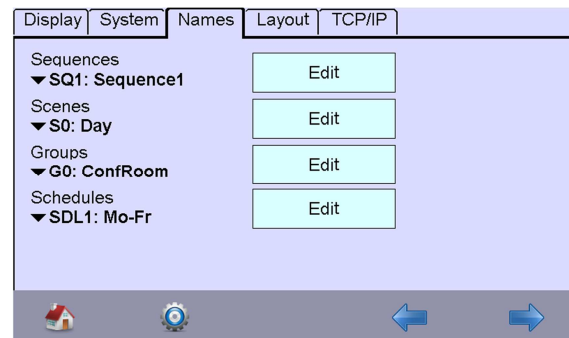 Display System Names Layout TCP/IP
Sequences
SQ1: Sequence1
Edit
Scenes
S0: Day
Edit
Groups
G0: ConfRoom
Edit
Schedules
SDL1: Mo-Fr
Edit